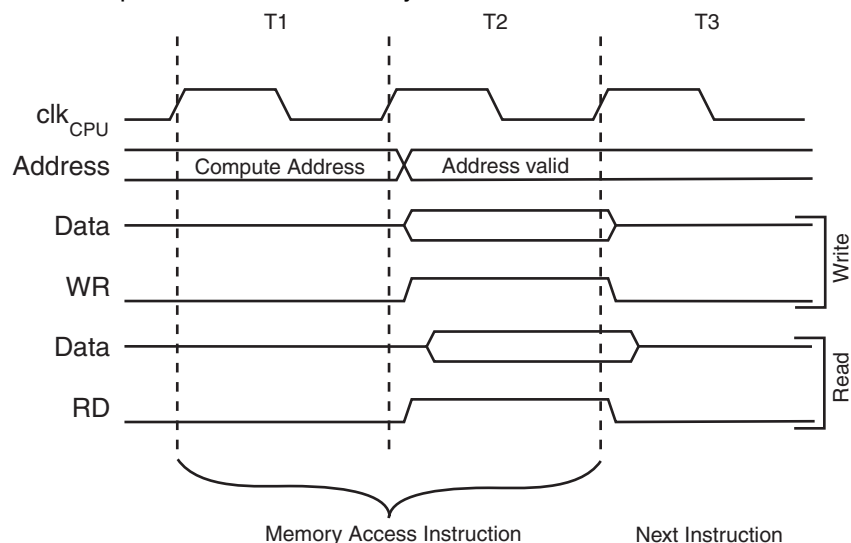 T1 T2 T3
clkCPU
Address Compute Address Address valid
Data
WR
Write
Data
RD
Read
Memory Access Instruction Next Instruction